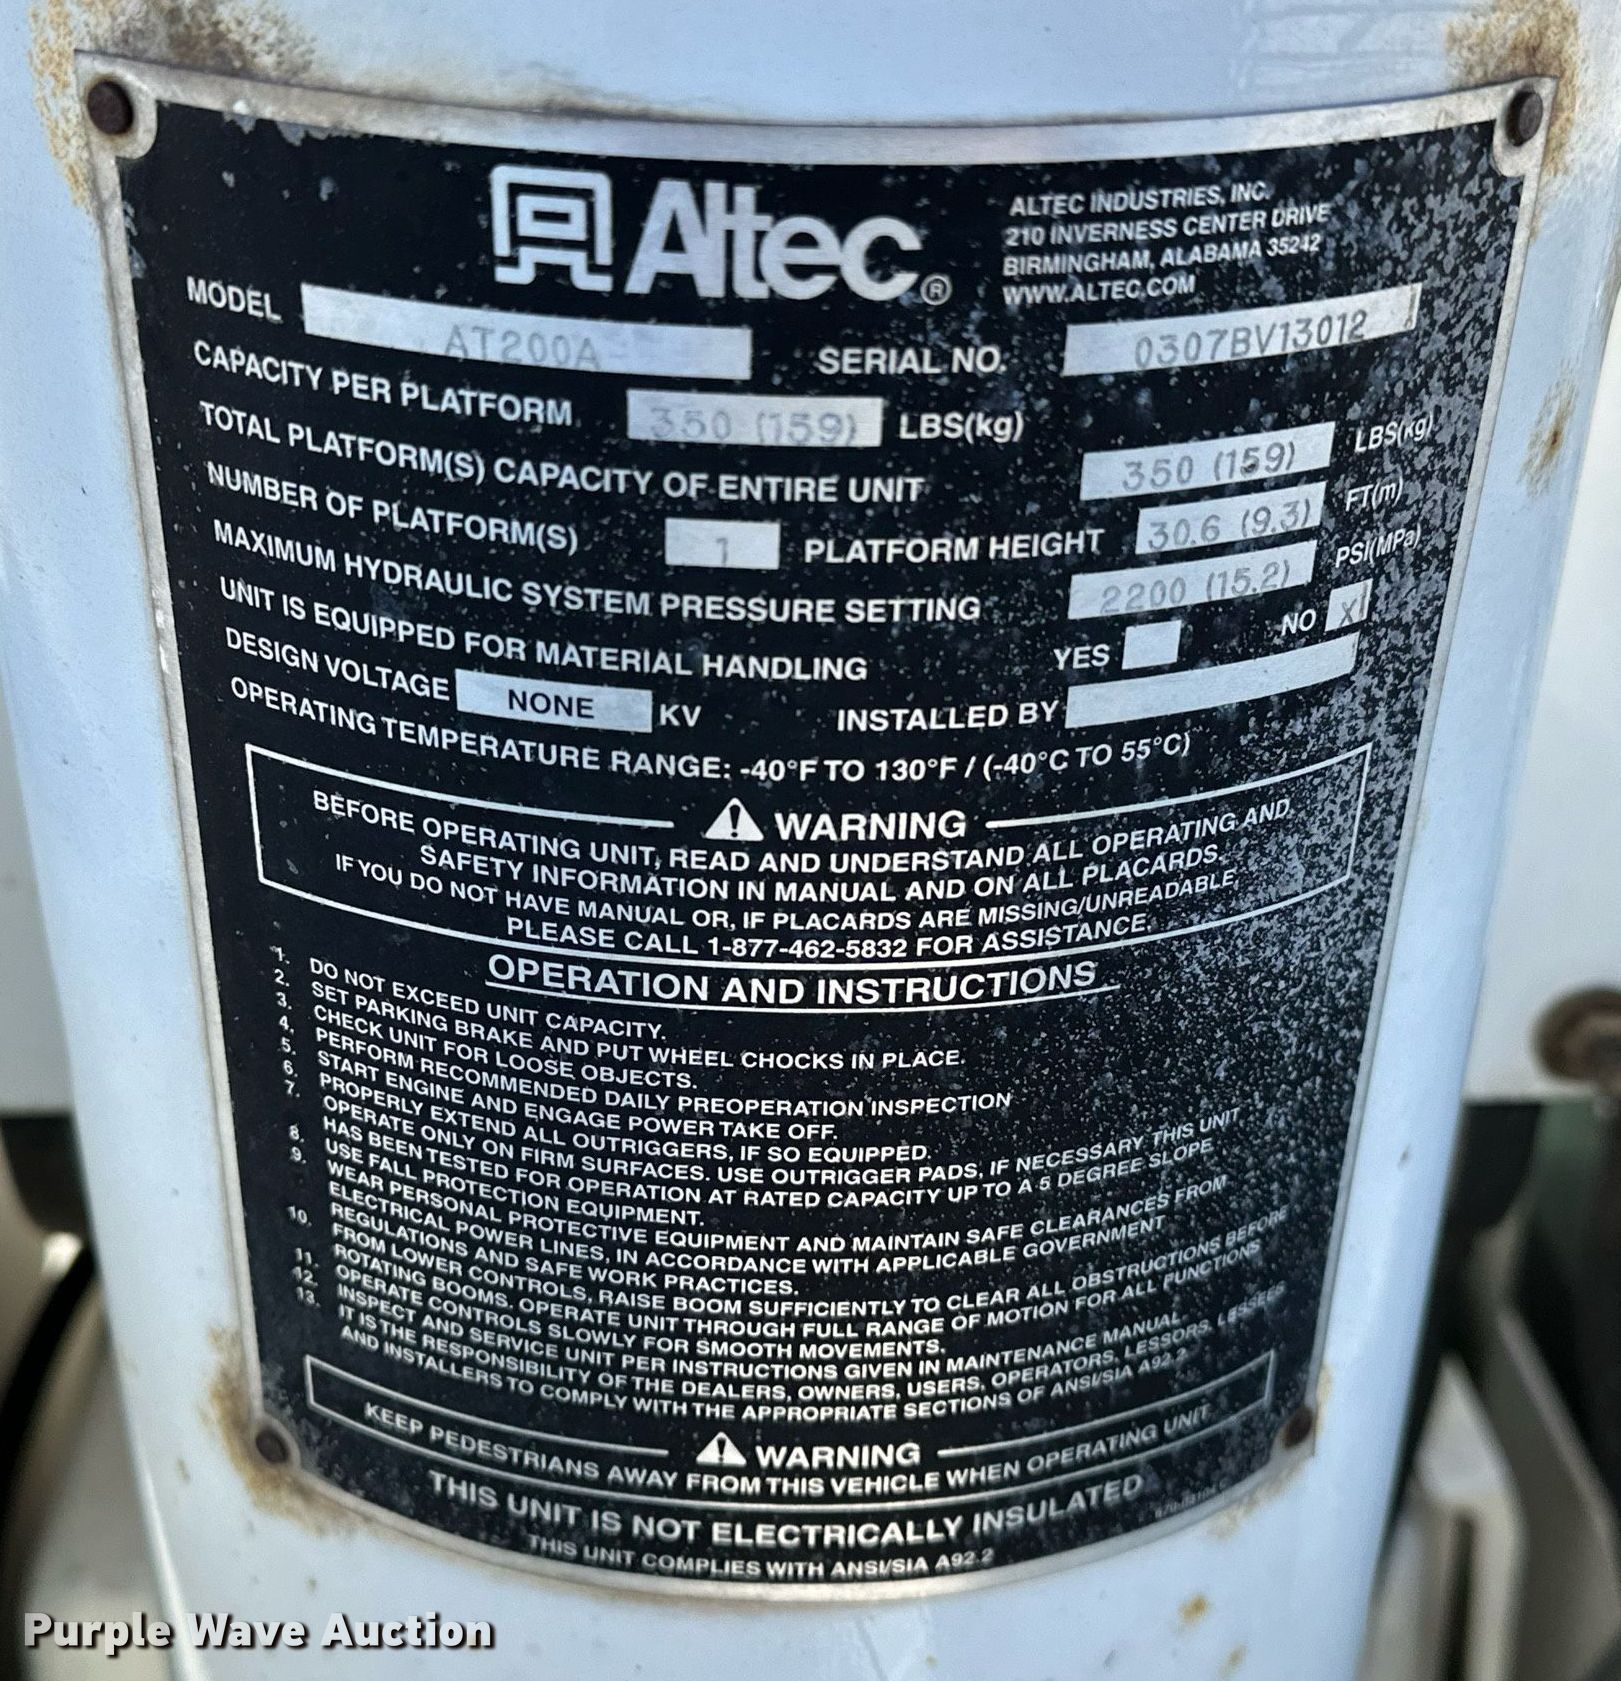 Altec®
ALTEC INDUSTRIES, INC.
210 INVERNESS CENTER DRIVE
BIRMINGHAM, ALABAMA 35242
WWW.ALTEC.COM
MODEL AT200A SERIAL NO. 0307BV13012
CAPACITY PER PLATFORM 350 (159) LBS(kg)
TOTAL PLATFORM(S) CAPACITY OF ENTIRE UNIT 350 (159) LBS(kg)
NUMBER OF PLATFORM(S) 1 PLATFORM HEIGHT 30.6 (9.3) FT(m)
MAXIMUM HYDRAULIC SYSTEM PRESSURE SETTING 2200 (15.2) PSI(MPa)
UNIT IS EQUIPPED FOR MATERIAL HANDLING YES NO X
DESIGN VOLTAGE NONE KV INSTALLED BY
OPERATING TEMPERATURE RANGE: -40°F TO 130°F / (-40°C TO 55°C)
WARNING
BEFORE OPERATING UNIT, READ AND UNDERSTAND ALL OPERATING AND
SAFETY INFORMATION IN MANUAL AND ON ALL PLACARDS.
IF YOU DO NOT HAVE MANUAL OR, IF PLACARDS ARE MISSING/UNREADABLE,
PLEASE CALL 1-877-462-5832 FOR ASSISTANCE.
OPERATION AND INSTRUCTIONS
1. DO NOT EXCEED UNIT CAPACITY.
2. SET PARKING BRAKE AND PUT WHEEL CHOCKS IN PLACE.
3. CHECK UNIT FOR LOOSE OBJECTS.
4. PERFORM RECOMMENDED DAILY PREOPERATION INSPECTION
5. START ENGINE AND ENGAGE POWER TAKE OFF.
6. PROPERLY EXTEND ALL OUTRIGGERS, IF SO EQUIPPED.
7. OPERATE ONLY ON FIRM SURFACES. USE OUTRIGGER PADS, IF NECESSARY THIS UNIT
HAS BEEN TESTED FOR OPERATION AT RATED CAPACITY UP TO A 5 DEGREE SLOPE.
8. USE FALL PROTECTION EQUIPMENT.
9. WEAR PERSONAL PROTECTIVE EQUIPMENT AND MAINTAIN SAFE CLEARANCES FROM
ELECTRICAL POWER LINES, IN ACCORDANCE WITH APPLICABLE GOVERNMENT
REGULATIONS AND SAFE WORK PRACTICES.
10. FROM LOWER CONTROLS, RAISE BOOM SUFFICIENTLY TO CLEAR ALL OBSTRUCTIONS BEFORE
ROTATING BOOMS. OPERATE UNIT THROUGH FULL RANGE OF MOTION FOR ALL FUNCTIONS
11. OPERATE CONTROLS SLOWLY FOR SMOOTH MOVEMENTS.
12. INSPECT AND SERVICE UNIT PER INSTRUCTIONS GIVEN IN MAINTENANCE MANUAL.
13. IT IS THE RESPONSIBILITY OF THE DEALERS, OWNERS, USERS, OPERATORS, LESSORS, LESSEES
AND INSTALLERS TO COMPLY WITH THE APPROPRIATE SECTIONS OF ANSI/SIA A92.2
WARNING
KEEP PEDESTRIANS AWAY FROM THIS VEHICLE WHEN OPERATING UNIT.
THIS UNIT IS NOT ELECTRICALLY INSULATED
THIS UNIT COMPLIES WITH ANSI/SIA A92.2
Purple Wave Auction